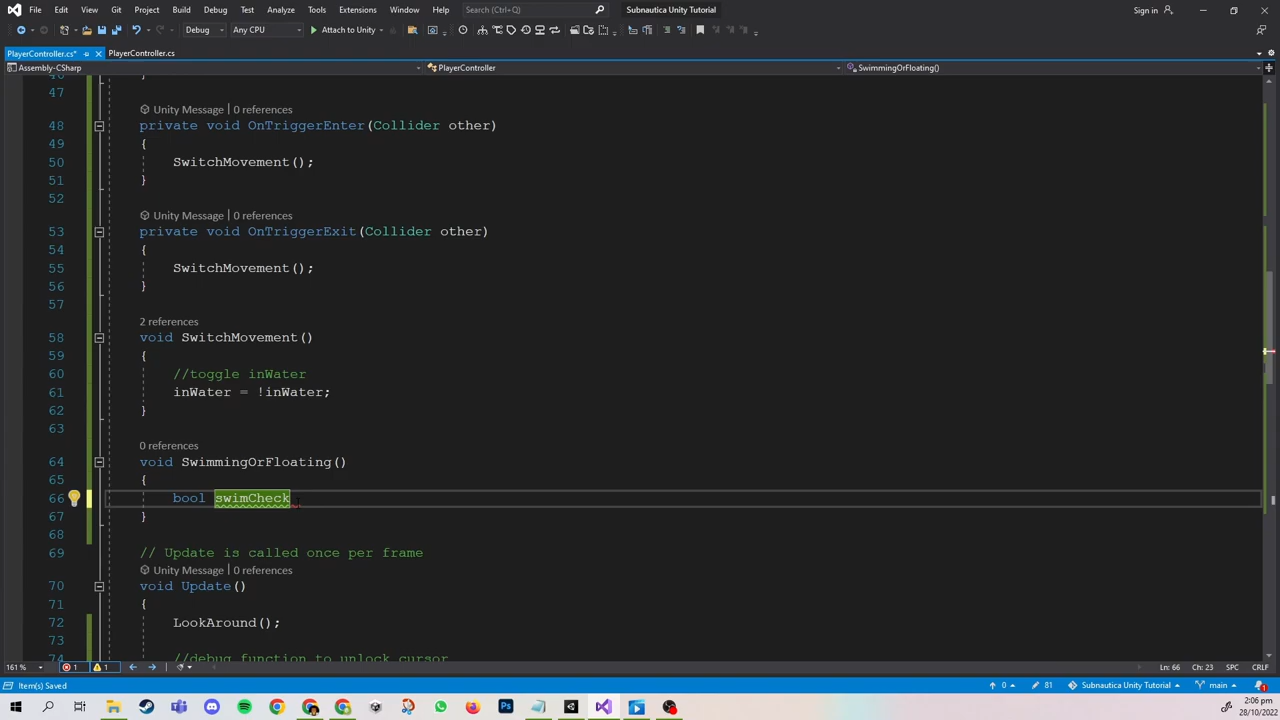 File Edit View Git Project Build Debug Test Analyze Tools Extensions Window Help Search (Ctrl+Q) Subnautica Unity Tutorial Sign in
Debug Any CPU Attach to Unity
PlayerController.cs* PlayerController.cs
Assembly-CSharp PlayerController SwimmingOrFloating()
46 }
47
Unity Message | 0 references
48 private void OnTriggerEnter(Collider other)
49 {
50 SwitchMovement();
51 }
52
Unity Message | 0 references
53 private void OnTriggerExit(Collider other)
54 {
55 SwitchMovement();
56 }
57
2 references
58 void SwitchMovement()
59 {
60 //toggle inWater
61 inWater = !inWater;
62 }
63
0 references
64 void SwimmingOrFloating()
65 {
66 bool swimCheck
67 }
68
69 // Update is called once per frame
Unity Message | 0 references
70 void Update()
71 {
72 LookAround();
73
74 //debug function to unlock cursor
161 % 1 1 Ln: 66 Ch: 23 SPC CRLF
Item(s) Saved 0 81 Subnautica Unity Tutorial main 1
2:06 pm
28/10/2022